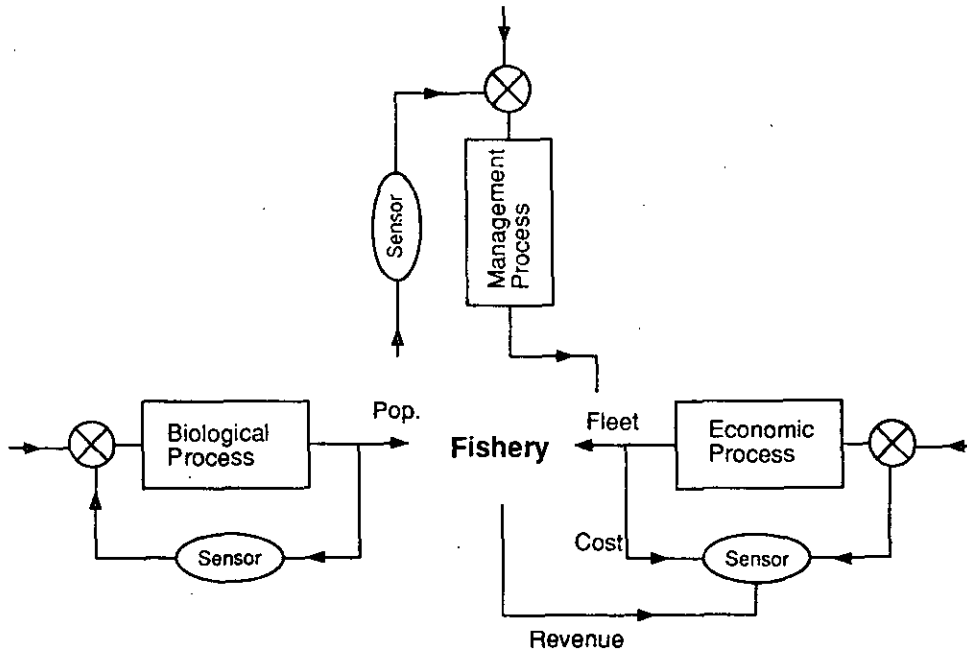 Sensor
Management
Process
Pop.
Biological
Process
Fishery
Fleet
Economic
Process
Sensor
Cost
Sensor
Revenue